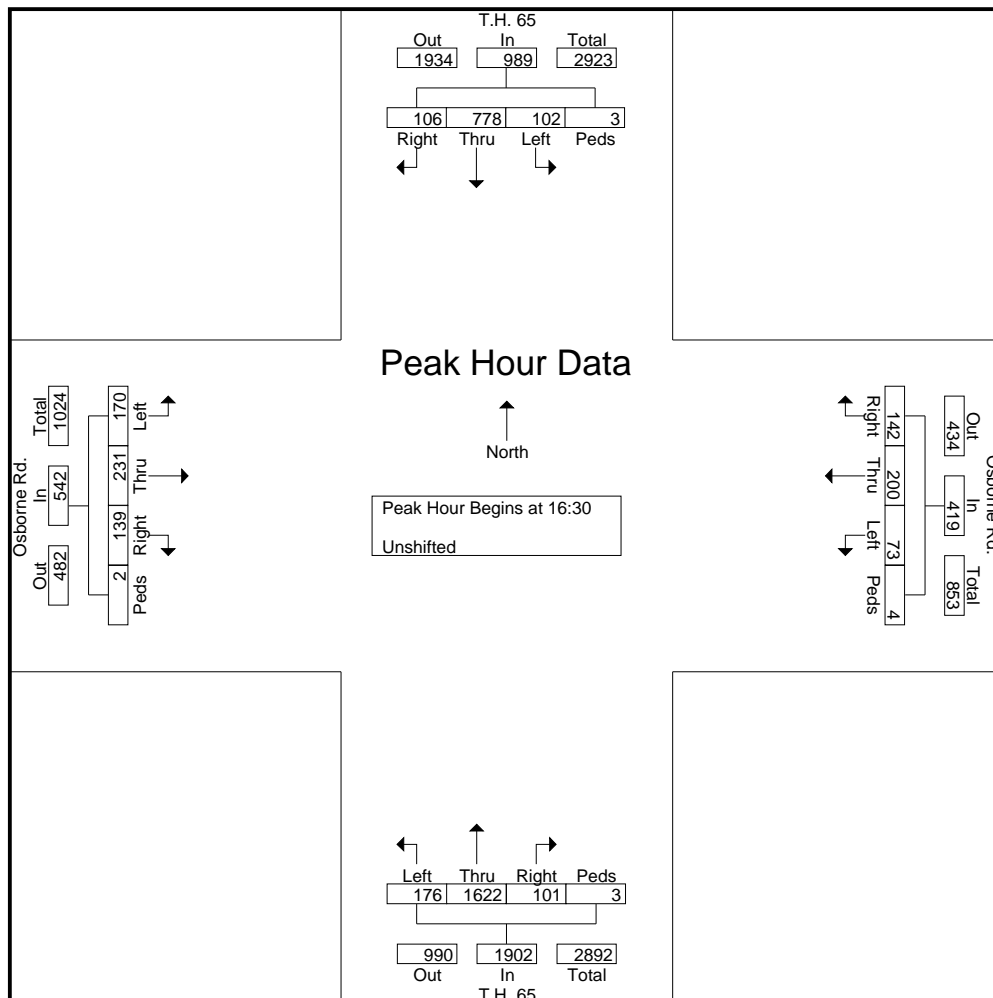 T.H. 65
Out In Total
1934 989 2923
106 778 102 3
Right Thru Left Peds
Peak Hour Data
North
Peak Hour Begins at 16:30
Unshifted
Osborne Rd.
Total In Out
1024 542 482
170 231 139 2
Left Thru Right Peds
Osborne Rd.
Out In Total
434 419 853
142 200 73 4
Right Thru Left Peds
Left Thru Right Peds
176 1622 101 3
990 1902 2892
Out In Total
T.H. 65